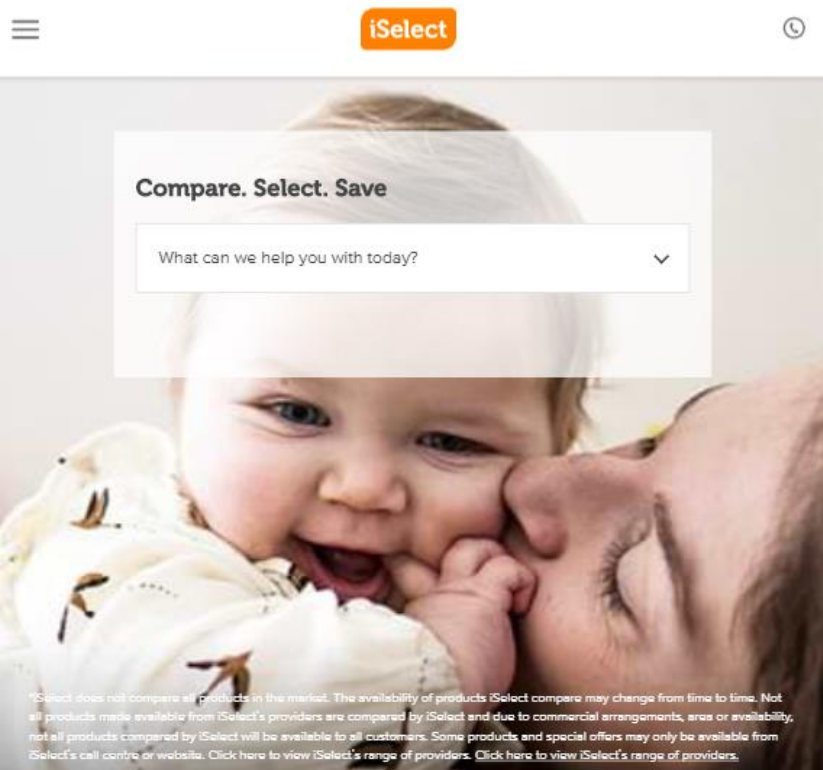 iSelect
Compare. Select. Save
What can we help you with today?
*iSelect does not compare all products in the market. The availability of products iSelect compare may change from time to time. Not
all products made available from iSelect's providers are compared by iSelect and due to commercial arrangements, area or availability,
not all products compared by iSelect will be available to all customers. Some products and special offers may only be available from
iSelect's call centre or website. Click here to view iSelect's range of providers. Click here to view iSelect's range of providers.